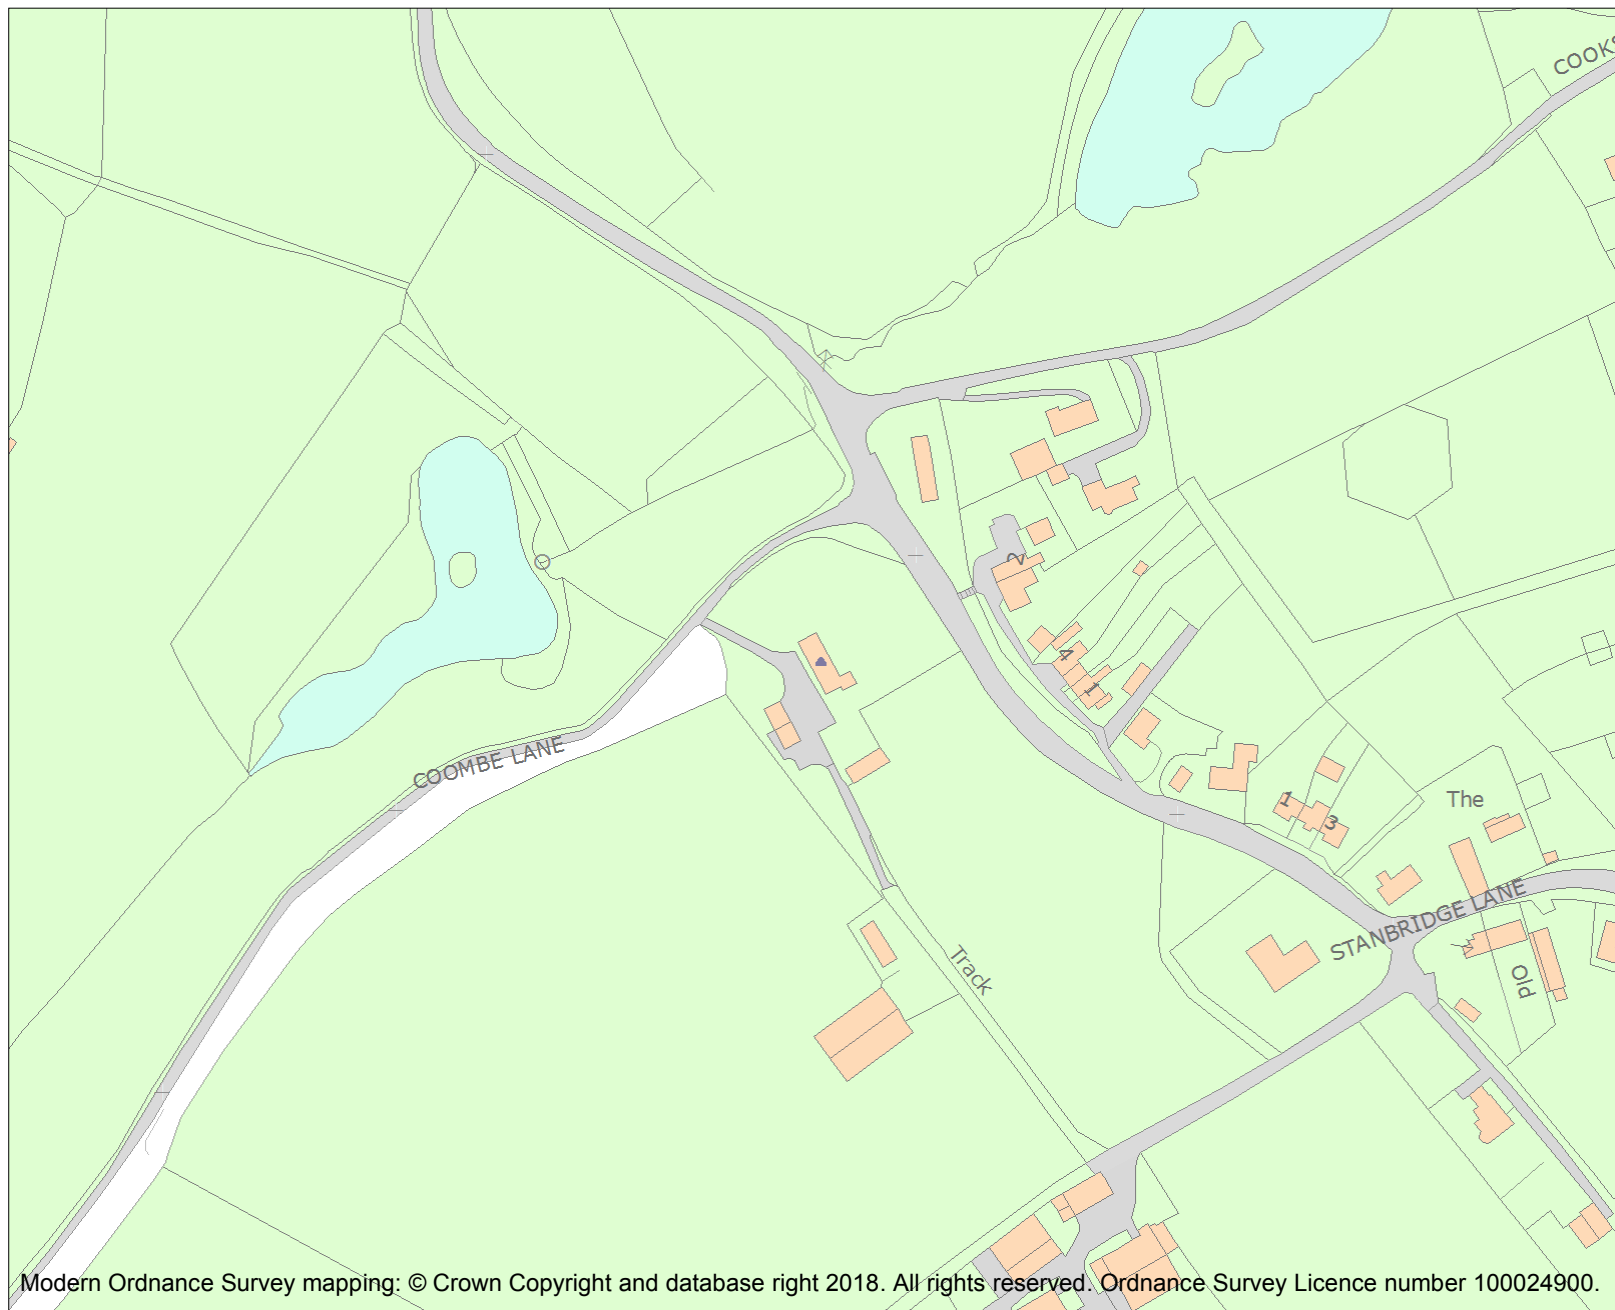 COOKS
2
4
1
COOMBE LANE
The
1
3
STANBRIDGE LANE
Track
Old
Modern Ordnance Survey mapping: © Crown Copyright and database right 2018. All rights reserved. Ordnance Survey Licence number 100024900.